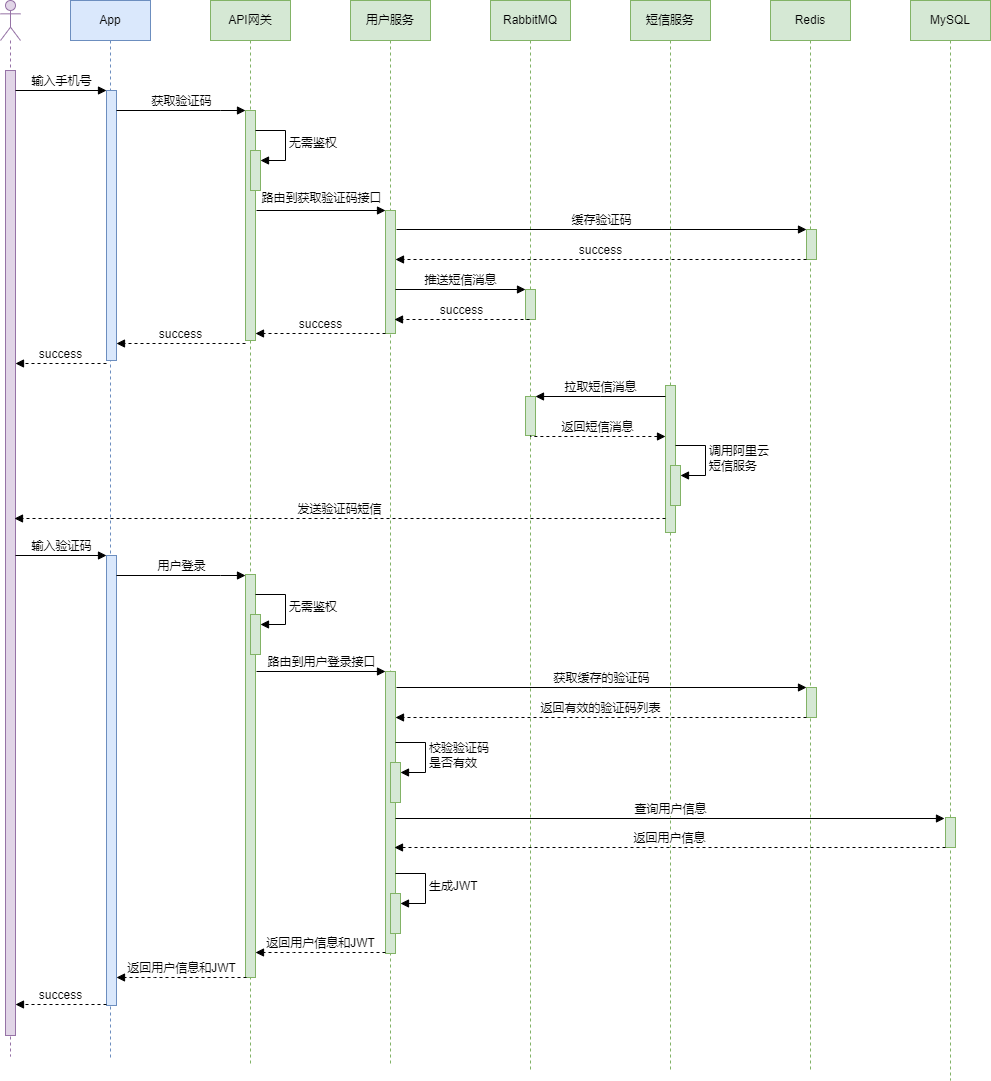 App
API网关
用户服务
RabbitMQ
短信服务
Redis
MySQL
输入手机号
获取验证码
无需鉴权
路由到获取验证码接口
缓存验证码
success
推送短信消息
success
success
success
success
拉取短信消息
返回短信消息
调用阿里云
短信服务
发送验证码短信
输入验证码
用户登录
无需鉴权
路由到用户登录接口
获取缓存的验证码
返回有效的验证码列表
校验验证码
是否有效
查询用户信息
返回用户信息
生成JWT
返回用户信息和JWT
返回用户信息和JWT
success